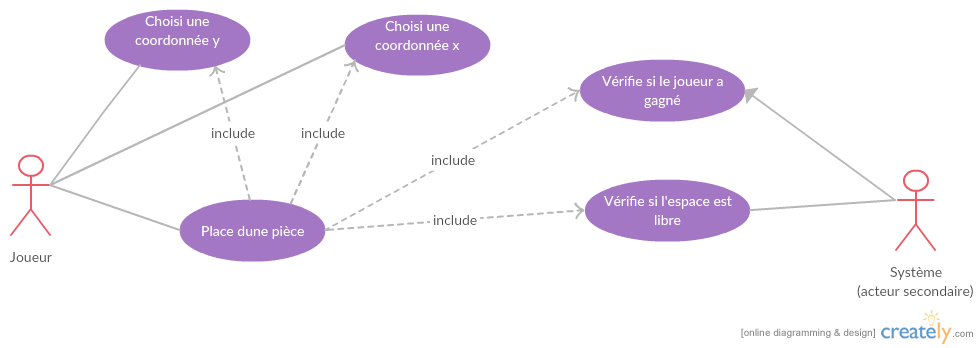 Choisi une
coordonnée y
Choisi une
coordonnée x
Vérifie si le joueur a
gagné
include
include
include
Vérifie si l'espace est
libre
include
Place dune pièce
Joueur
Système
(acteur secondaire)
[online diagramming & design] creately.com